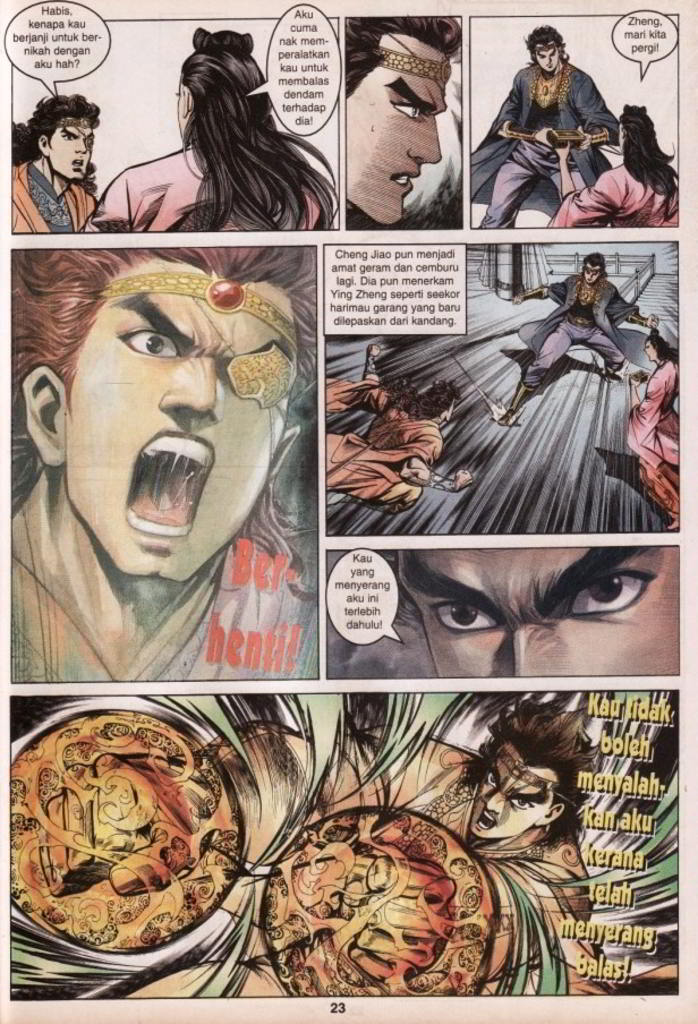 Habis,
kenapa kau
berjanji untuk ber-
nikah dengan
aku hah?
Aku
cuma
nak mem-
peralatkan
kau untuk
membalas
dendam
terhadap
dia!
Zheng,
mari kita
pergi!
Cheng Jiao pun menjadi
amat geram dan cemburu
lagi. Dia pun menerkam
Ying Zheng seperti seekor
harimau garang yang baru
dilepaskan dari kandang.
Ber-
henti!
Kau
yang
menyerang
aku ini
terlebih
dahulu!
Kau tidak
boleh
menyalah-
kan aku
kerana
telah
menyerang
balas!
23